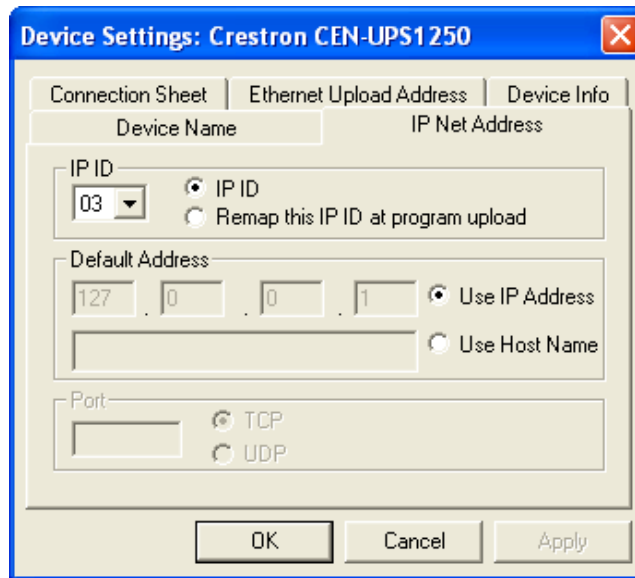 Device Settings: Crestron CEN-UPS1250
Connection Sheet Ethernet Upload Address Device Info
Device Name IP Net Address
IP ID
03 IP ID
Remap this IP ID at program upload
Default Address
127 . 0 . 0 . 1 Use IP Address
Use Host Name
Port
TCP
UDP
OK Cancel Apply